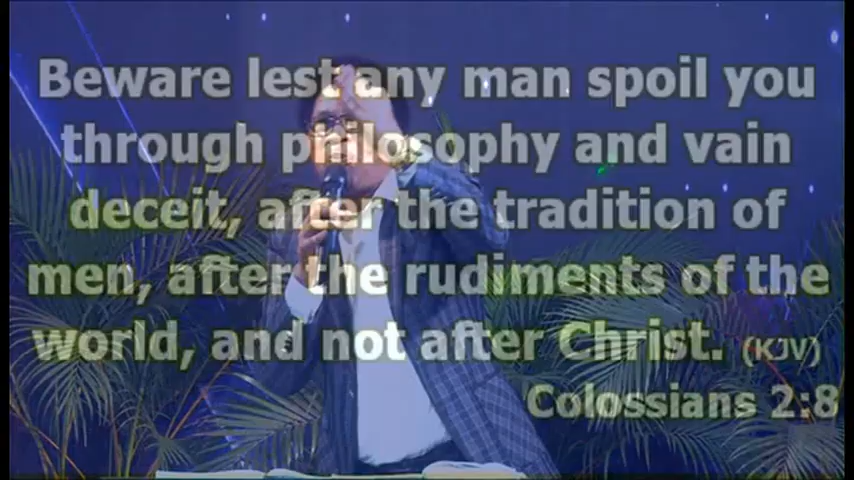 Beware lest any man spoil you
through philosophy and vain
deceit, after the tradition of
men, after the rudiments of the
world, and not after Christ. (KJV)
Colossians 2:8